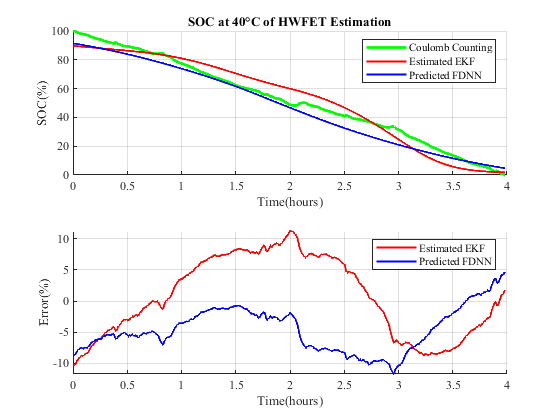 SOC at 40°C of HWFET Estimation
100
80
60
40
20
0
SOC(%)
Coulomb Counting
Estimated EKF
Predicted FDNN
0 0.5 1 1.5 2 2.5 3 3.5 4
Time(hours)
10
5
0
-5
-10
Error(%)
Estimated EKF
Predicted FDNN
0 0.5 1 1.5 2 2.5 3 3.5 4
Time(hours)